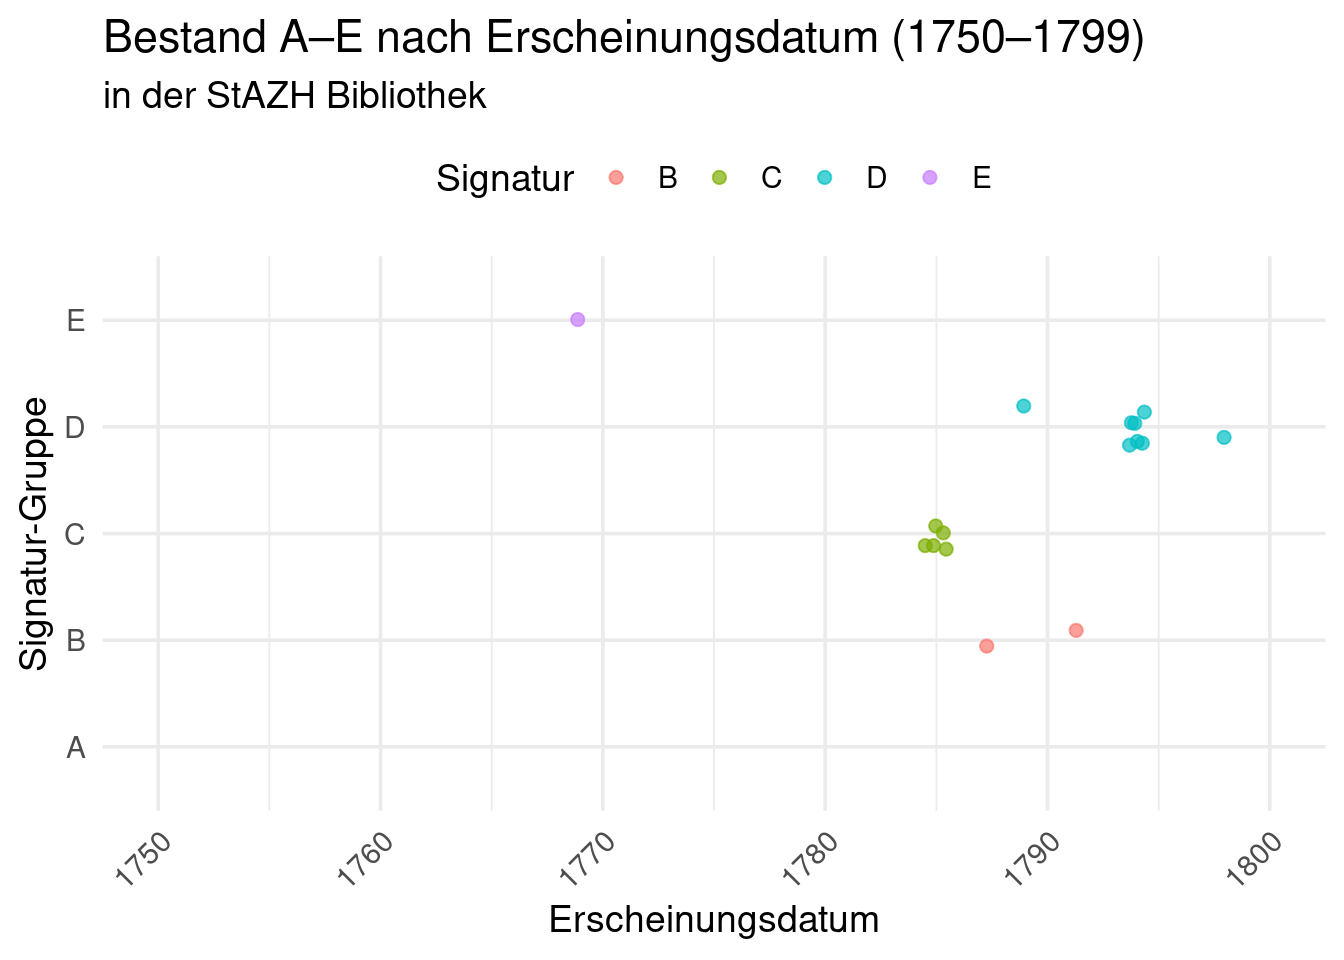 Bestand A–E nach Erscheinungsdatum (1750–1799)
in der StAZH Bibliothek
Signatur B C D E
Signatur-Gruppe
E
D
C
B
A
1750 1760 1770 1780 1790 1800
Erscheinungsdatum